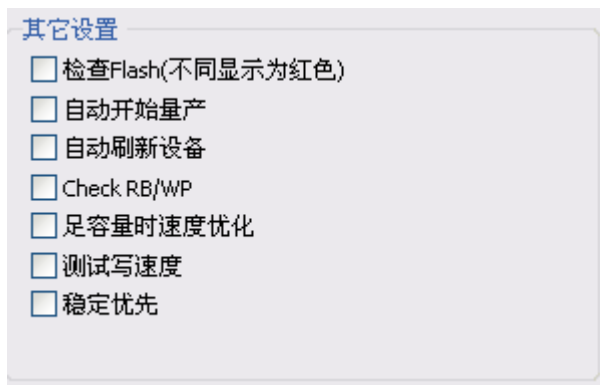 其它设置
检查Flash(不同显示为红色)
自动开始量产
自动刷新设备
Check RB/WP
足容量时速度优化
测试写速度
稳定优先